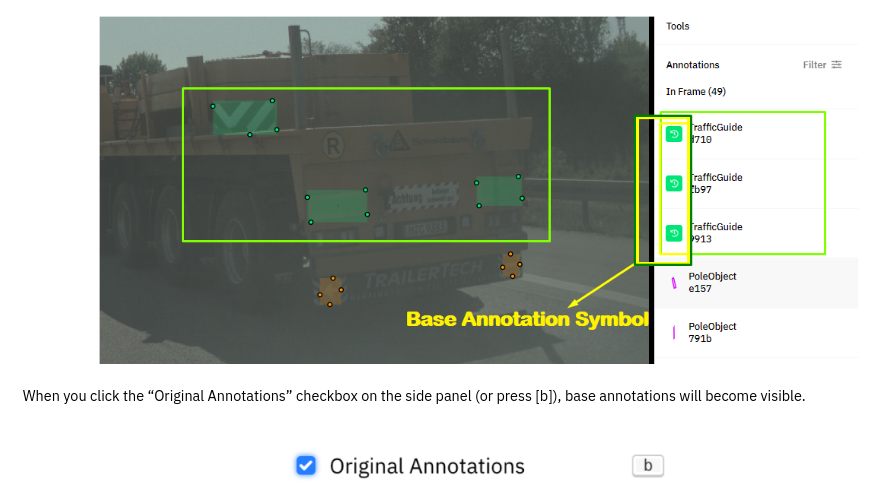 Tools
Annotations
Filter
In Frame (49)
TrafficGuide
d710
TrafficGuide
2b97
TrafficGuide
9913
PoleObject
e157
PoleObject
791b
R
Achtung
TRAILERTECH
Base Annotation Symbol
When you click the “Original Annotations” checkbox on the side panel (or press [b]), base annotations will become visible.
Original Annotations
b